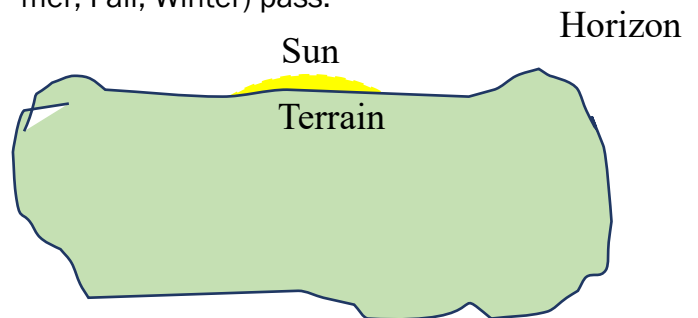 mer, Fall, Winter) pass.
Horizon
Sun
Terrain